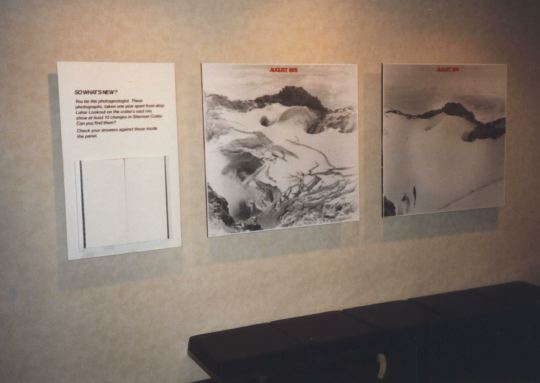 SO WHAT'S NEW?
You be the photogeologist. These
photographs, taken one year apart from atop
Lahar Lookout on the crater's east rim,
show at least 10 changes in Sherman Crater.
Can you find them?
Check your answers against those inside
the panel.
AUGUST, 1975
AUGUST, 1974